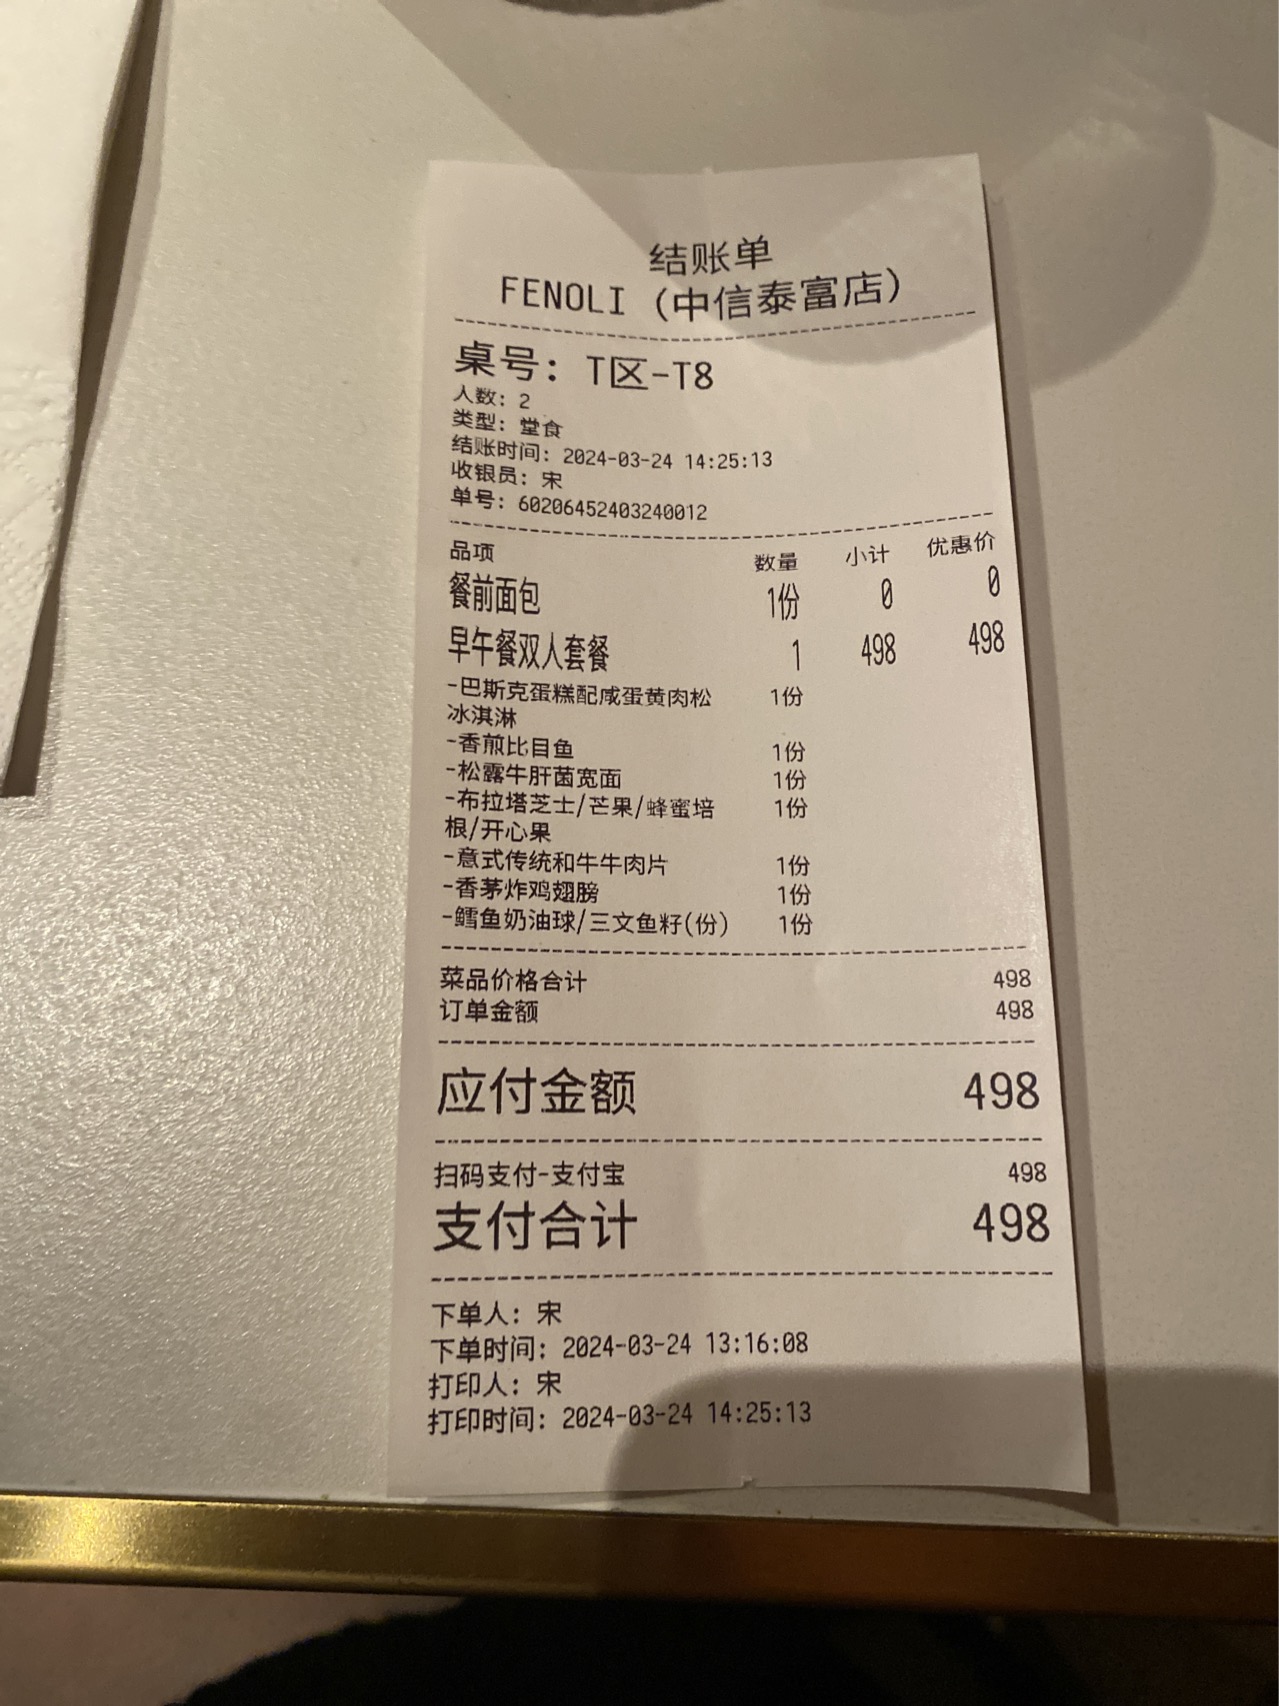 结账单
FENOLI（中信泰富店）
桌号：T区-T8
人数：2
类型：堂食
结账时间：2024-03-24 14:25:13
收银员：宋
单号：60206452403240012
品项 数量 小计 优惠价
餐前面包 1份 0 0
早午餐双人套餐 1 498 498
-巴斯克蛋糕配咸蛋黄肉松 1份
冰淇淋
-香煎比目鱼 1份
-松露牛肝菌宽面 1份
-布拉塔芝士/芒果/蜂蜜培 1份
根/开心果
-意式传统和牛牛肉片 1份
-香茅炸鸡翅膀 1份
-鳕鱼奶油球/三文鱼籽(份) 1份
菜品价格合计 498
订单金额 498
应付金额 498
扫码支付-支付宝 498
支付合计 498
下单人：宋
下单时间：2024-03-24 13:16:08
打印人：宋
打印时间：2024-03-24 14:25:13